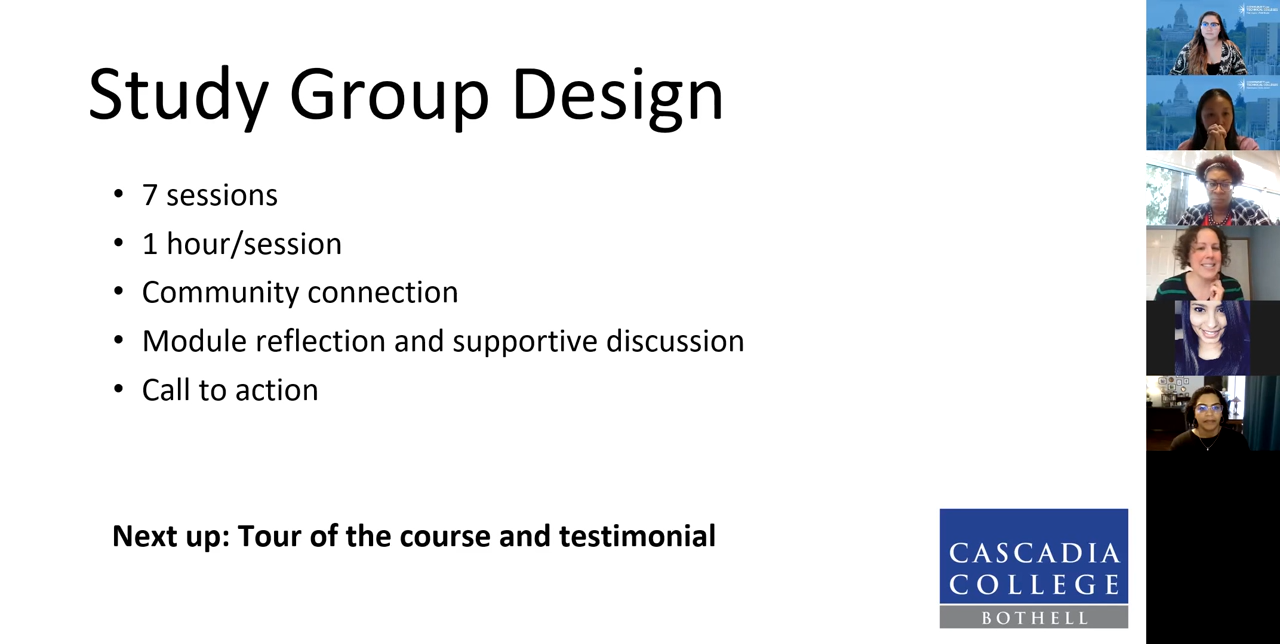 Study Group Design
• 7 sessions
• 1 hour/session
• Community connection
• Module reflection and supportive discussion
• Call to action
Next up: Tour of the course and testimonial
CASCADIA
COLLEGE
BOTHELL